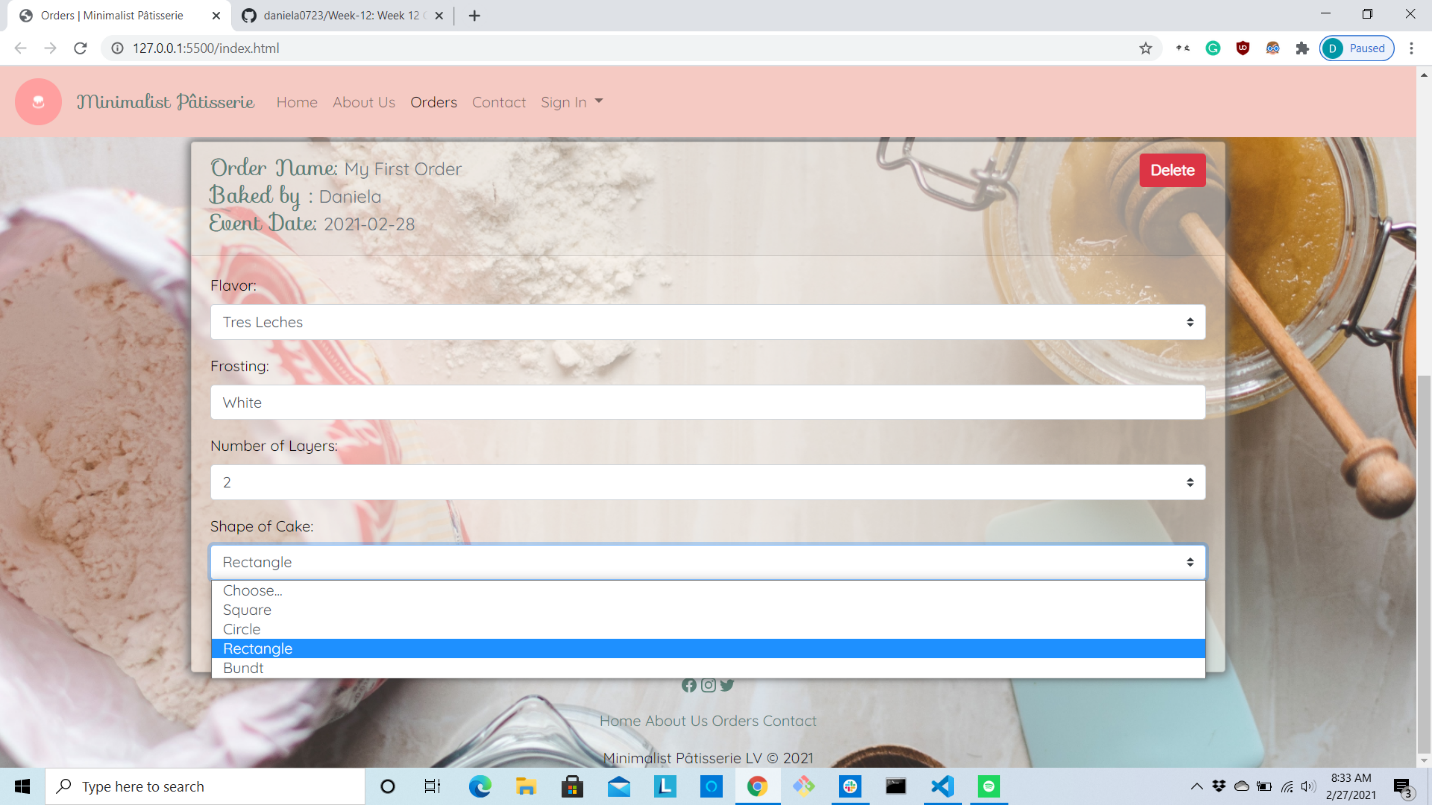 Orders | Minimalist Pâtisserie
daniela0723/Week-12: Week 12
127.0.0.1:5500/index.html
D Paused
Minimalist Pâtisserie Home About Us Orders Contact Sign In
Order Name: My First Order
Delete
Baked by : Daniela
Event Date: 2021-02-28
Flavor:
Tres Leches
Frosting:
White
Number of Layers:
2
Shape of Cake:
Rectangle
Choose...
Square
Circle
Rectangle
Bundt
Home About Us Orders Contact
Minimalist Pâtisserie LV © 2021
Type here to search
8:33 AM
2/27/2021
3